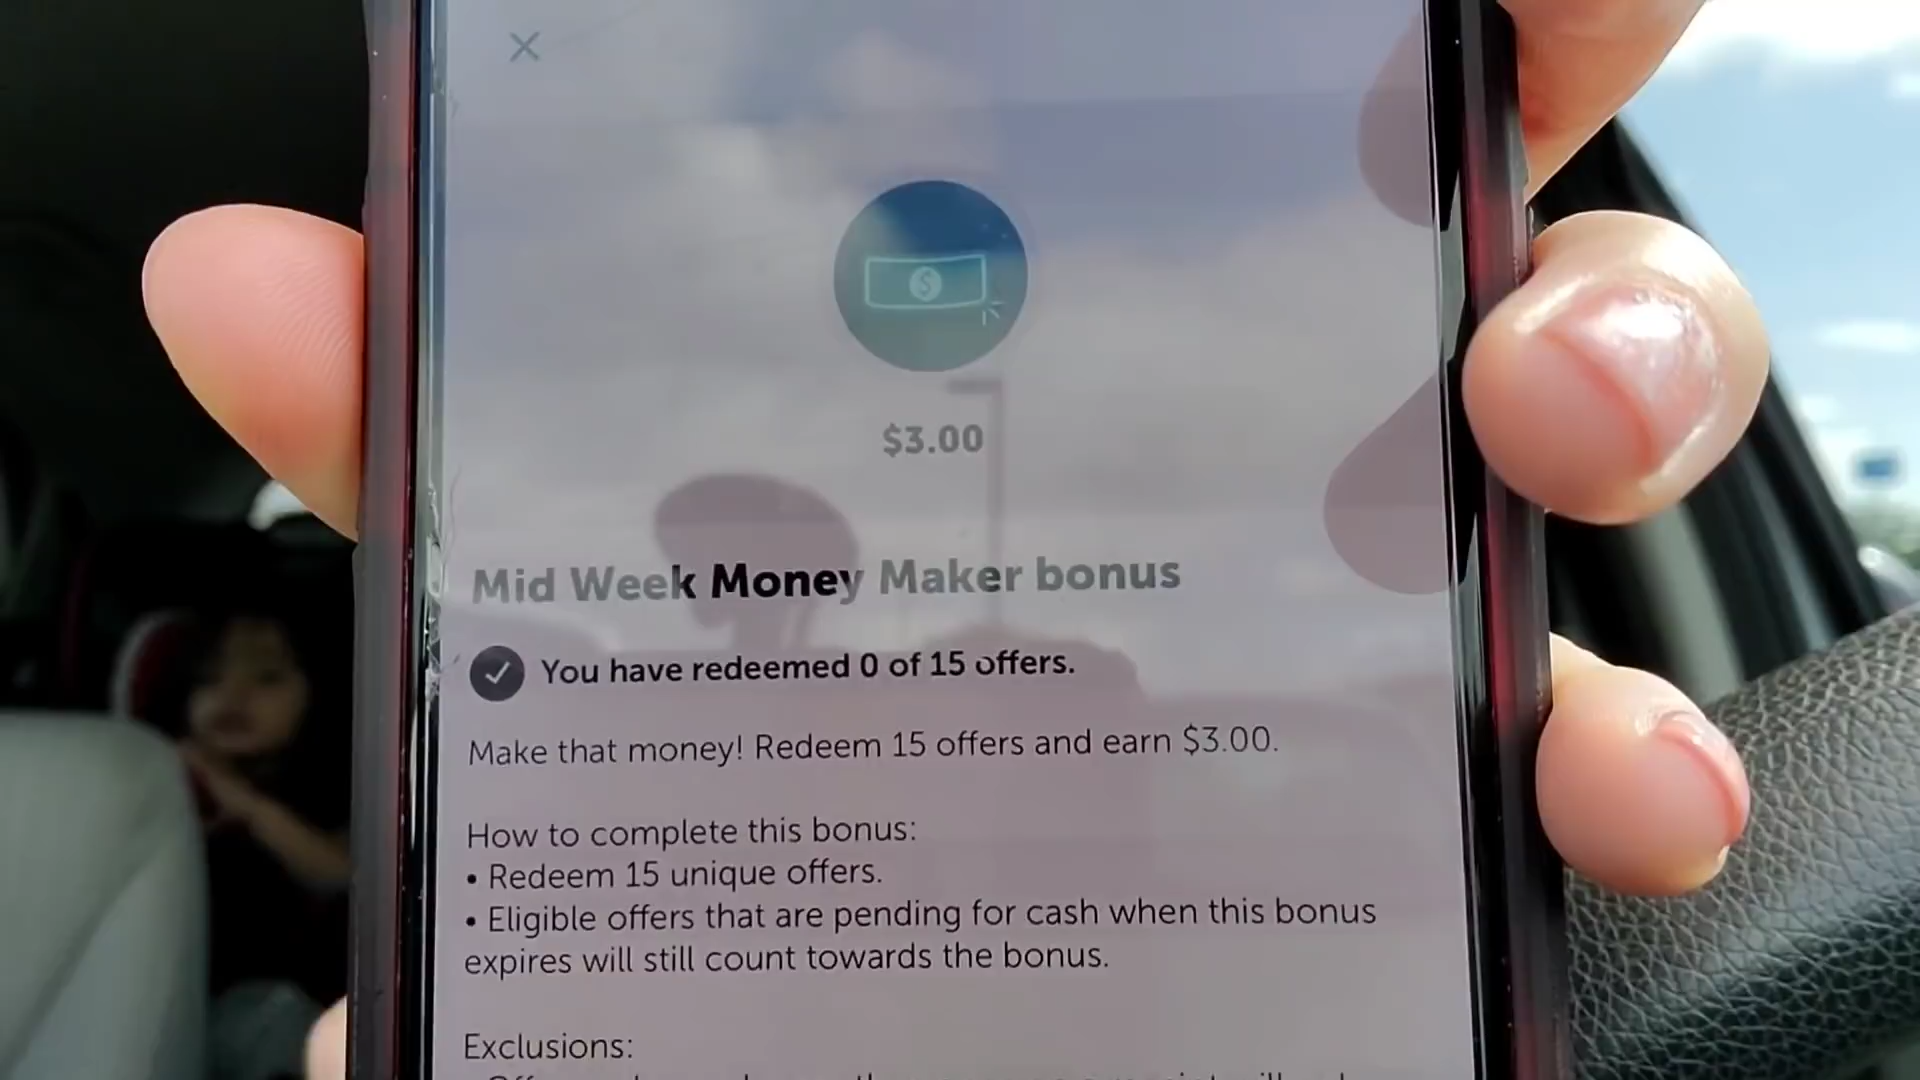 $3.00
Mid Week Money Maker bonus
You have redeemed 0 of 15 offers.
Make that money! Redeem 15 offers and earn $3.00.
How to complete this bonus:
• Redeem 15 unique offers.
• Eligible offers that are pending for cash when this bonus
expires will still count towards the bonus.
Exclusions: